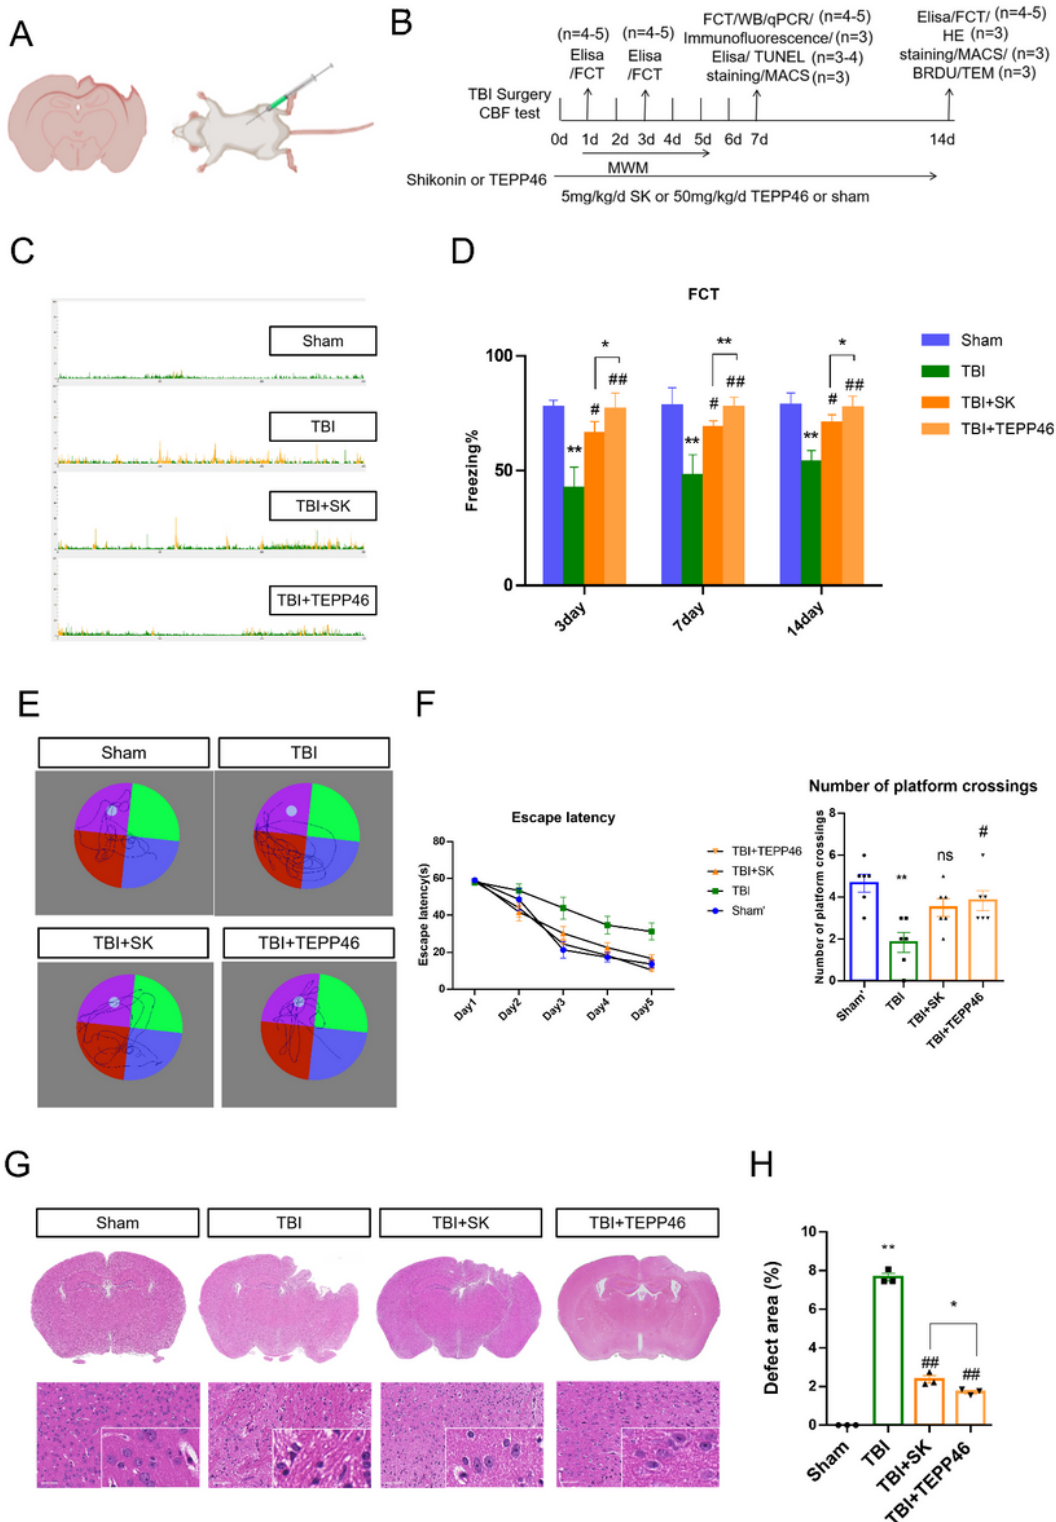 A
B
(n=4-5)
Elisa
/FCT
(n=4-5)
Elisa
/FCT
FCT/WB/qPCR/ (n=4-5)
Immunofluorescence/ (n=3)
Elisa/ TUNEL (n=3-4)
staining/MACS (n=3)
Elisa/FCT/ (n=4-5)
HE (n=3)
staining/MACS/ (n=3)
BRDU/TEM (n=3)
TBI Surgery
CBF test
0d 1d 2d 3d 4d 5d 6d 7d 14d
MWM
Shikonin or TEPP46
5mg/kg/d SK or 50mg/kg/d TEPP46 or sham
C
Sham
TBI
TBI+SK
TBI+TEPP46
D
FCT
Freezing%
100
50
0
** # ## *
** # ## **
** # ## *
3day 7day 14day
Sham
TBI
TBI+SK
TBI+TEPP46
E
Sham TBI
TBI+SK TBI+TEPP46
F
Escape latency
Escape latency(s)
80
60
40
20
0
Day1 Day2 Day3 Day4 Day5
TBI+TEPP46
TBI+SK
TBI
Sham'
Number of platform crossings
Number of platform crossings
8
6
4
2
0
** ns #
Sham' TBI TBI+SK TBI+TEPP46
G
Sham TBI TBI+SK TBI+TEPP46
H
Defect area (%)
10
8
6
4
2
0
** ## ## *
Sham TBI TBI+SK TBI+TEPP46